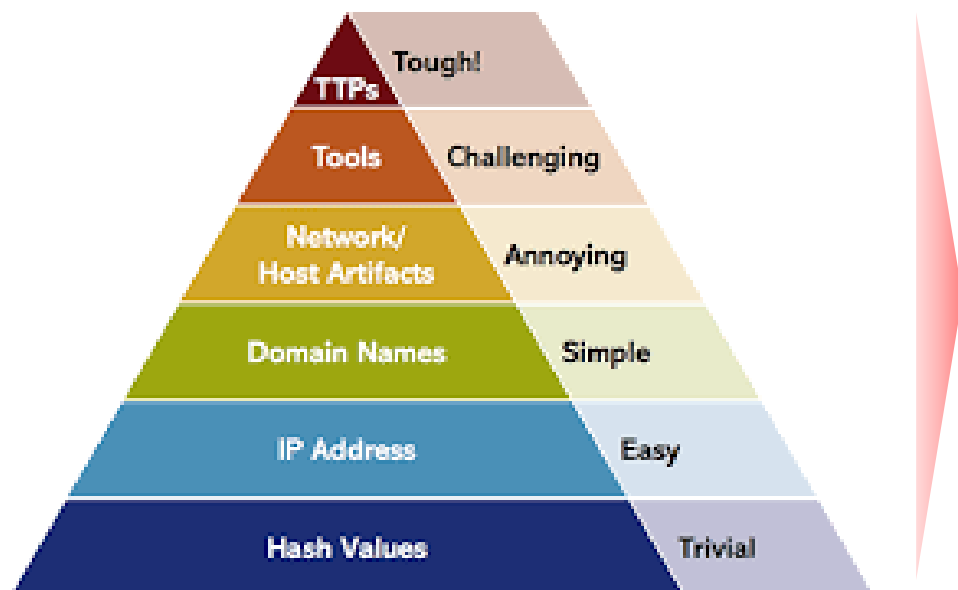 TTPs
Tough!
Tools
Challenging
Network/
Host Artifacts
Annoying
Domain Names
Simple
IP Address
Easy
Hash Values
Trivial